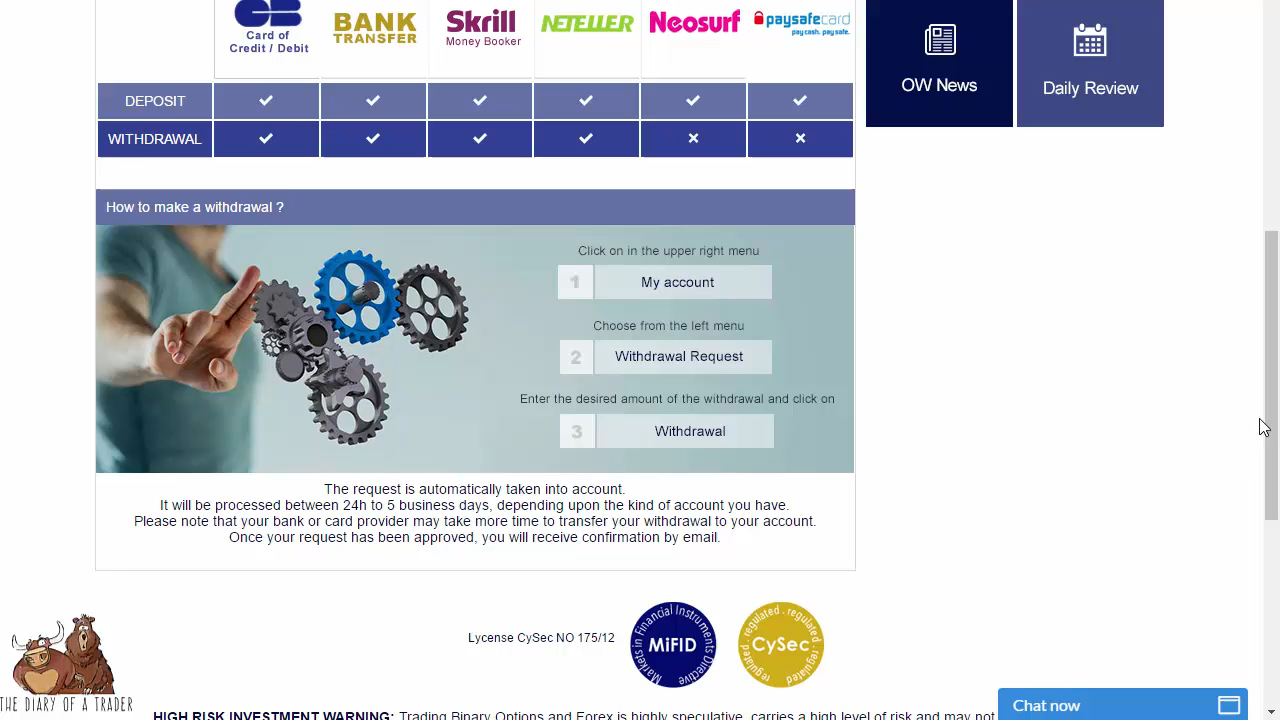 Card of
Credit / Debit
BANK
TRANSFER
Skrill
Money Booker
NETELLER
Neosurf
paysafecard
pay cash. pay safe.
OW News
Daily Review
DEPOSIT
WITHDRAWAL
How to make a withdrawal ?
Click on in the upper right menu
1 My account
Choose from the left menu
2 Withdrawal Request
Enter the desired amount of the withdrawal and click on
3 Withdrawal
The request is automatically taken into account.
It will be processed between 24h to 5 business days, depending upon the kind of account you have.
Please note that your bank or card provider may take more time to transfer your withdrawal to your account.
Once your request has been approved, you will receive confirmation by email.
Lycense CySec NO 175/12
Markets in Financial Instruments Directive
MiFID
regulated . regulated .
CySec
regulated
THE DIARY OF A TRADER
HIGH RISK INVESTMENT WARNING: Trading Binary Options and Forex is highly speculative, carries a high level of risk and may not
Chat now